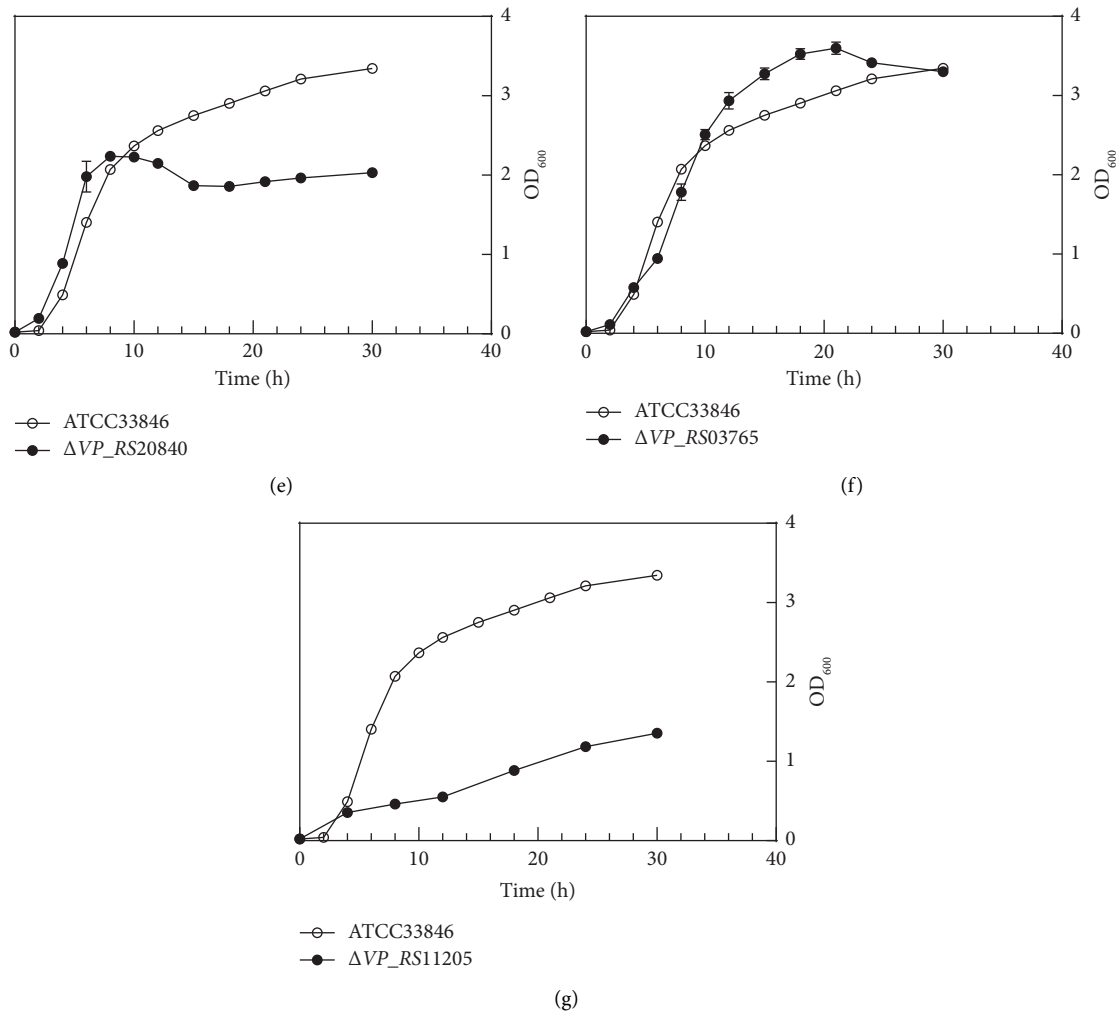 4
3
2
1
0
OD600
0 10 20 30 40
Time (h)
ATCC33846
ΔVP_RS20840
(e)
4
3
2
1
0
OD600
0 10 20 30 40
Time (h)
ATCC33846
ΔVP_RS03765
(f)
4
3
2
1
0
OD600
0 10 20 30 40
Time (h)
ATCC33846
ΔVP_RS11205
(g)